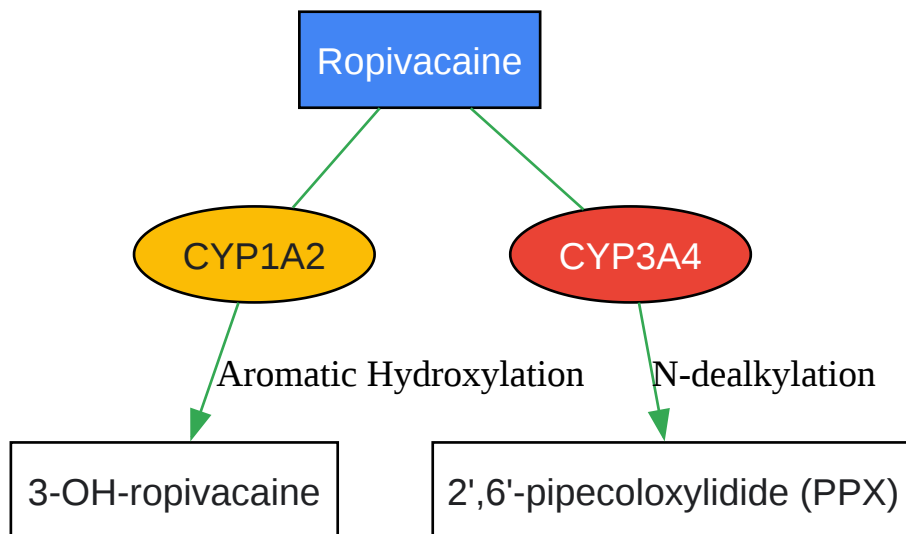 Ropivacaine
CYP1A2
CYP3A4
Aromatic Hydroxylation
N-dealkylation
3-OH-ropivacaine
2',6'-pipecoloxylidide (PPX)